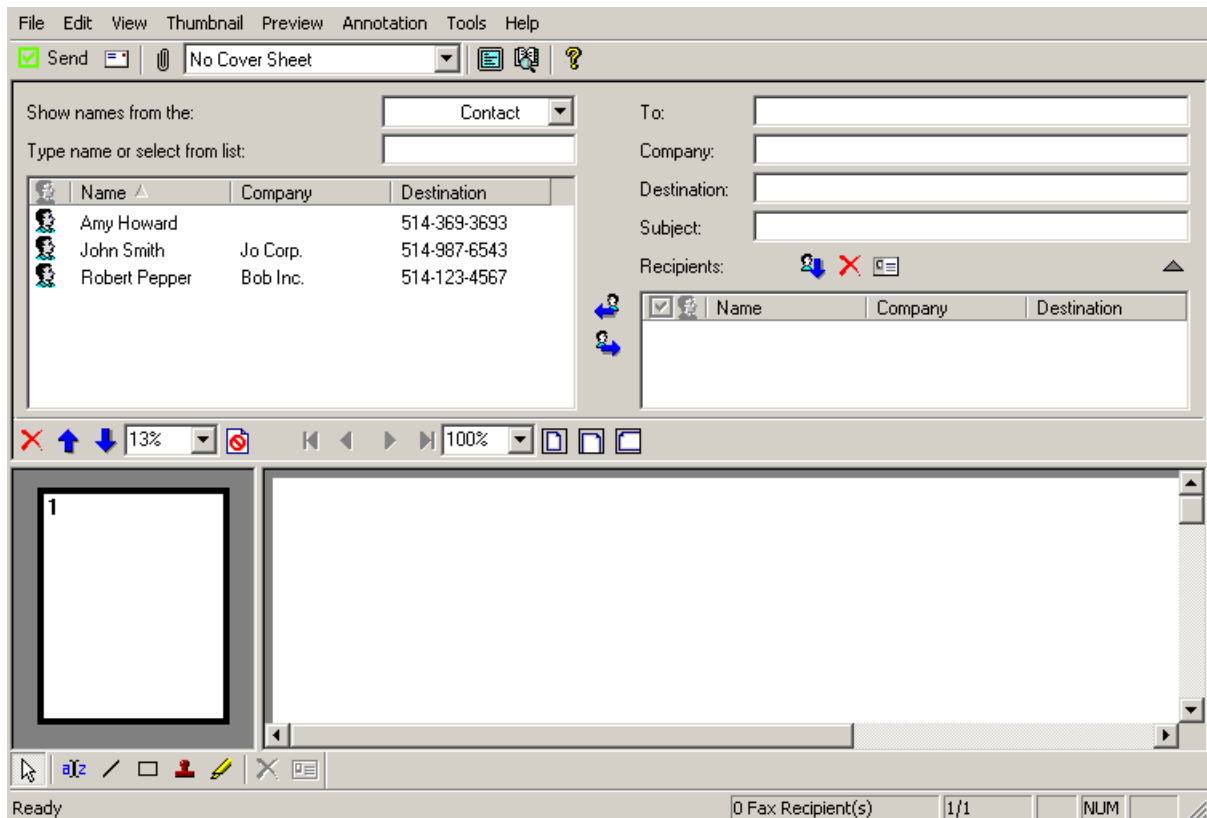 File Edit View Thumbnail Preview Annotation Tools Help
Send No Cover Sheet
Show names from the: Contact
Type name or select from list:
Name Company Destination
Amy Howard 514-369-3693
John Smith Jo Corp. 514-987-6543
Robert Pepper Bob Inc. 514-123-4567
To:
Company:
Destination:
Subject:
Recipients:
Name Company Destination
13% 100%
1
a z
Ready 0 Fax Recipient(s) 1/1 NUM